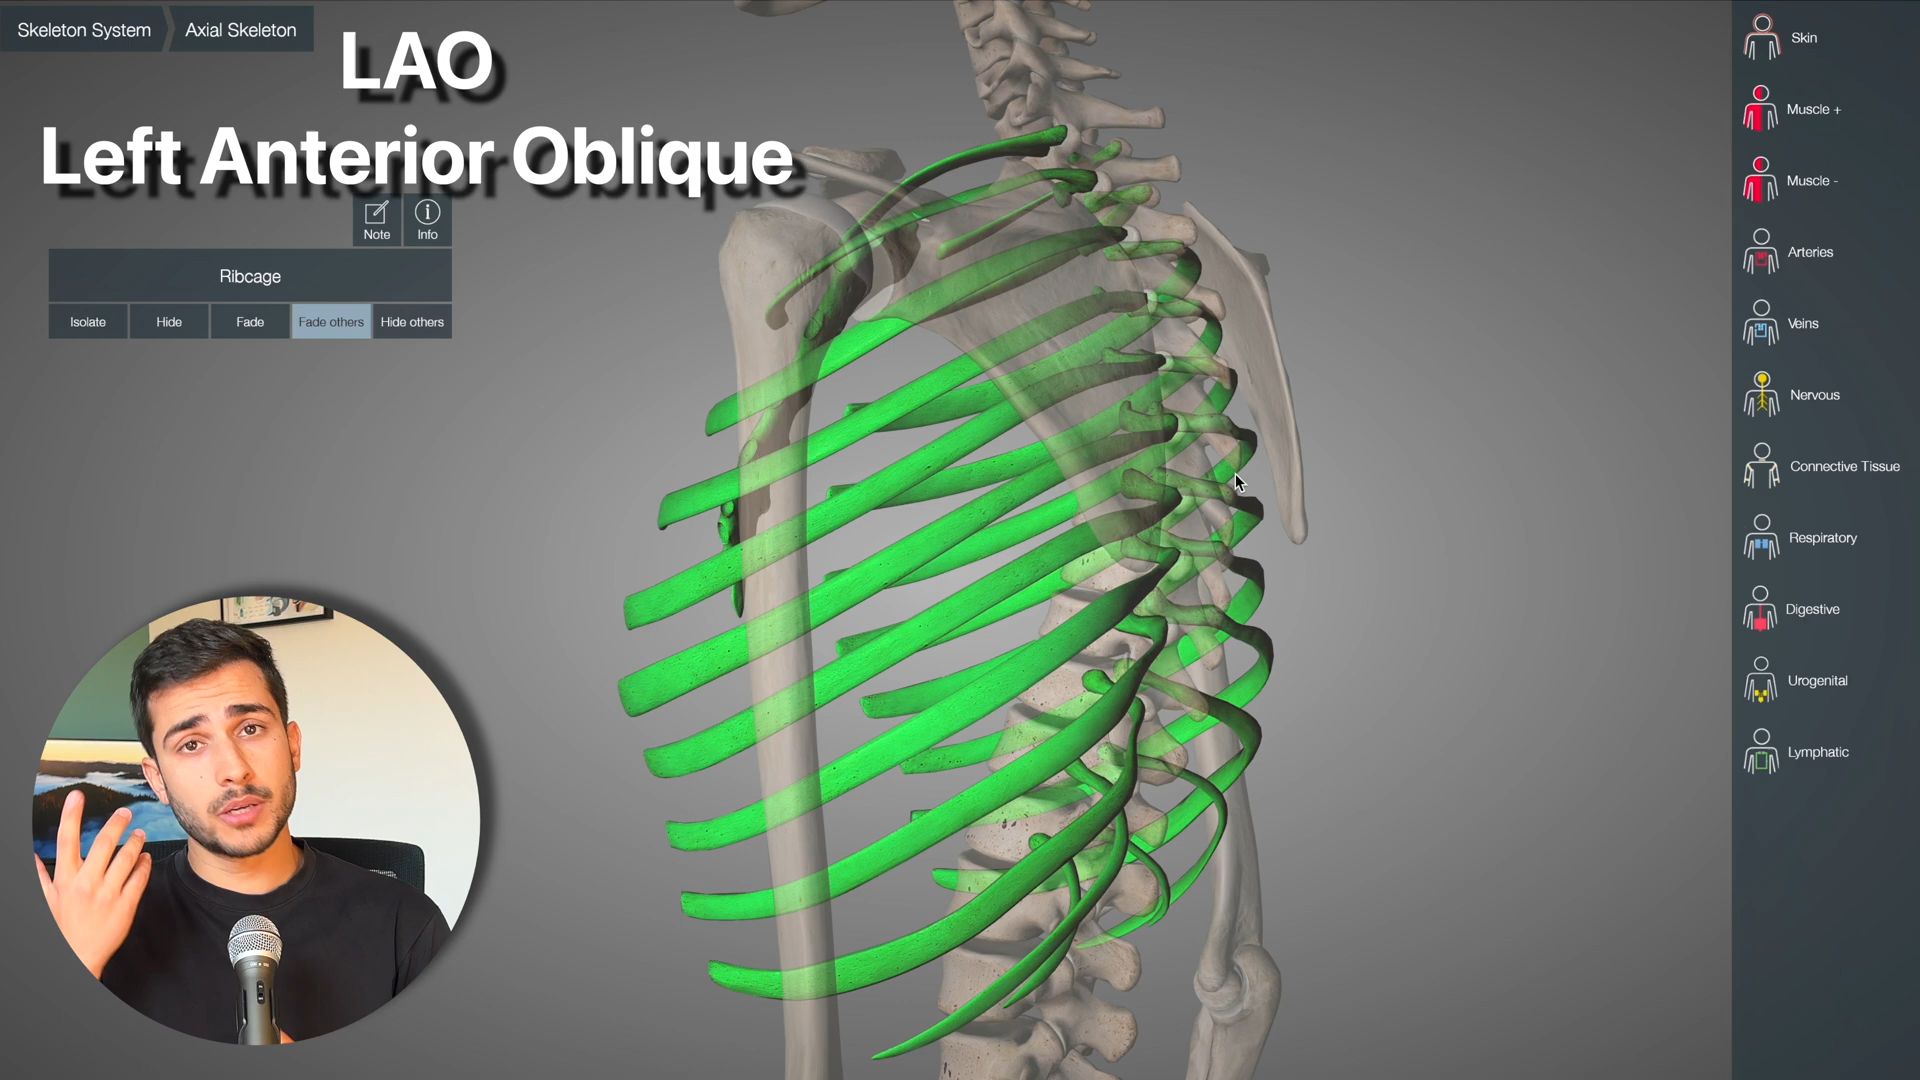 Skeleton System
Axial Skeleton
LAO
Left Anterior Oblique
Note
Info
Ribcage
Isolate
Hide
Fade
Fade others
Hide others
Skin
Muscle +
Muscle -
Arteries
Veins
Nervous
Connective Tissue
Respiratory
Digestive
Urogenital
Lymphatic